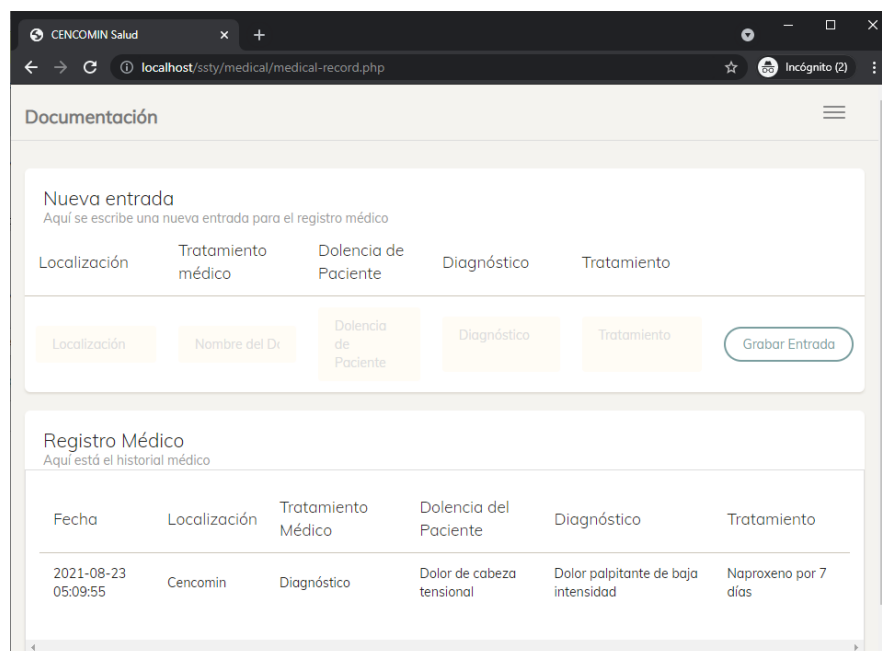 CENCOMIN Salud
localhost/ssty/medical/medical-record.php
Incógnito (2)
Documentación
Nueva entrada
Aquí se escribe una nueva entrada para el registro médico
Localización
Tratamiento
médico
Dolencia de
Paciente
Diagnóstico
Tratamiento
Localización
Nombre del Do
Dolencia
de
Paciente
Diagnóstico
Tratamiento
Grabar Entrada
Registro Médico
Aquí está el historial médico
Fecha
Localización
Tratamiento
Médico
Dolencia del
Paciente
Diagnóstico
Tratamiento
2021-08-23
05:09:55
Cencomin
Diagnóstico
Dolor de cabeza
tensional
Dolor palpitante de baja
intensidad
Naproxeno por 7
días